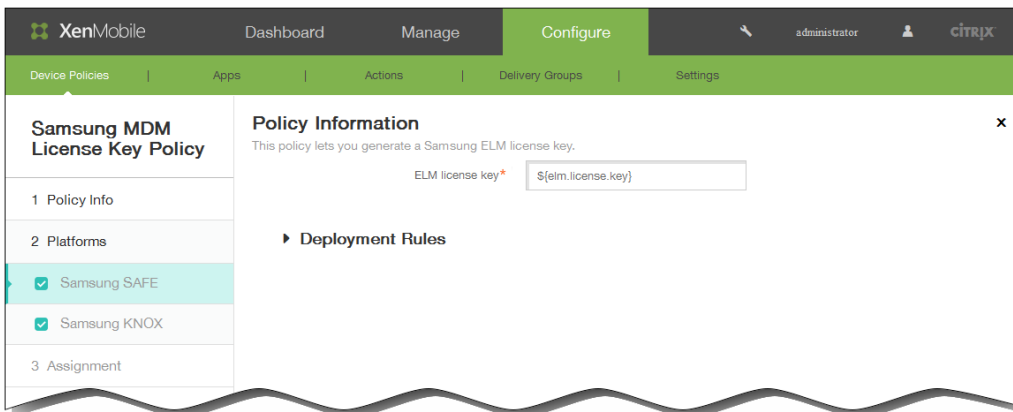 XenMobile Dashboard Manage Configure administrator CİTRIX
Device Policies | Apps | Actions | Delivery Groups | Settings
Samsung MDM
License Key Policy
1 Policy Info
2 Platforms
Samsung SAFE
Samsung KNOX
3 Assignment
Policy Information
x
This policy lets you generate a Samsung ELM license key.
ELM license key* ${elm.license.key}
Deployment Rules